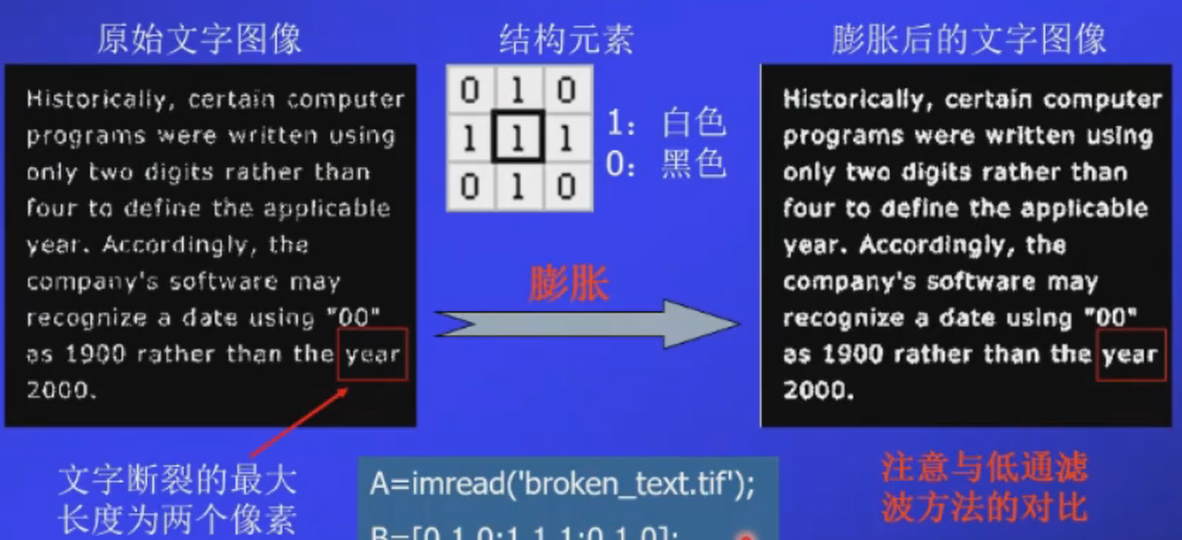 原始文字图像
结构元素
膨胀后的文字图像
Historically, certain computer
programs were written using
only two digits rather than
four to define the applicable
year. Accordingly, the
company's software may
recognize a date using "00"
as 1900 rather than the year
2000.
0 1 0
1 1 1
0 1 0
1: 白色
0: 黑色
膨胀
Historically, certain computer
programs were written using
only two digits rather than
four to define the applicable
year. Accordingly, the
company's software may
recognize a date using "00"
as 1900 rather than the year
2000.
文字断裂的最大
长度为两个像素
A=imread('broken_text.tif');
B=[0 1 0;1 1 1;0 1 0];
注意与低通滤
波方法的对比